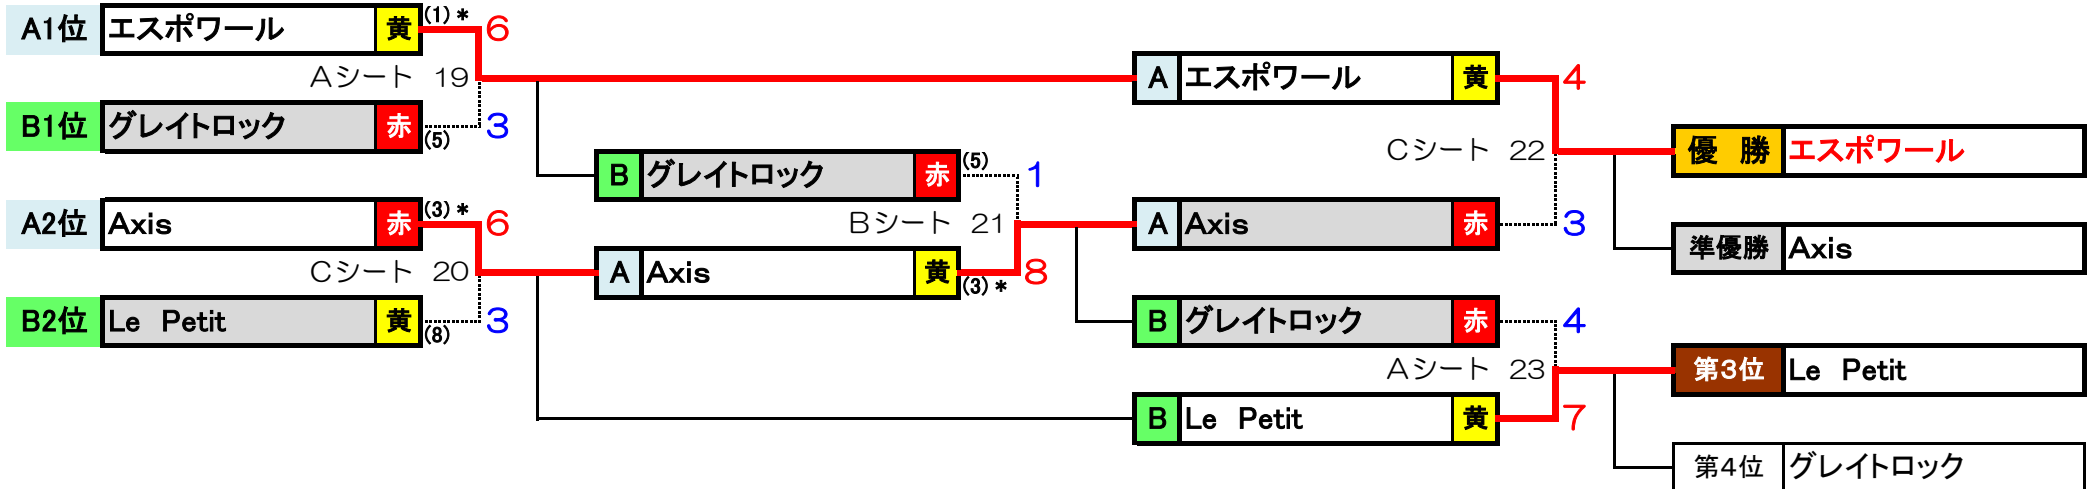 A1位 エスポワール 黄 (1) * 6
Aシート 19
B1位 グレイトロック 赤 (5) 3
A2位 Axis 赤 (3) * 6
Cシート 20
B2位 Le Petit 黄 (8) 3
B グレイトロック 赤 (5) 1
Bシート 21
A Axis 黄 (3) * 8
A エスポワール 黄 4
Cシート 22
A Axis 赤 3
B グレイトロック 赤 4
Aシート 23
B Le Petit 黄 7
優 勝 エスポワール
準優勝 Axis
第3位 Le Petit
第4位 グレイトロック